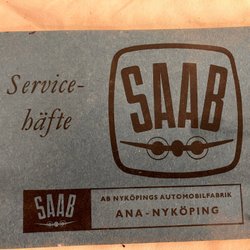 Service-
häfte
SAAB
SAAB
AB NYKÖPINGS AUTOMOBILFABRIK
ANA-NYKÖPING